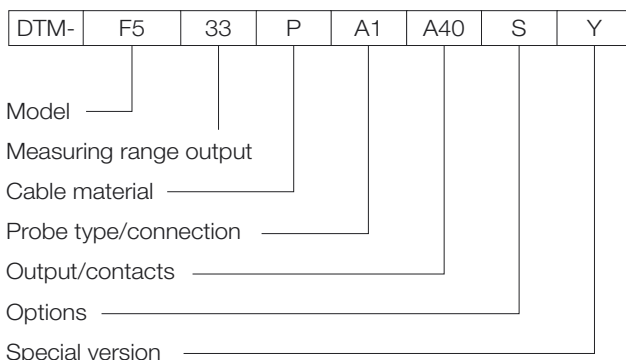 DTM- F5 33 P A1 A40 S Y
Model
Measuring range output
Cable material
Probe type/connection
Output/contacts
Options
Special version